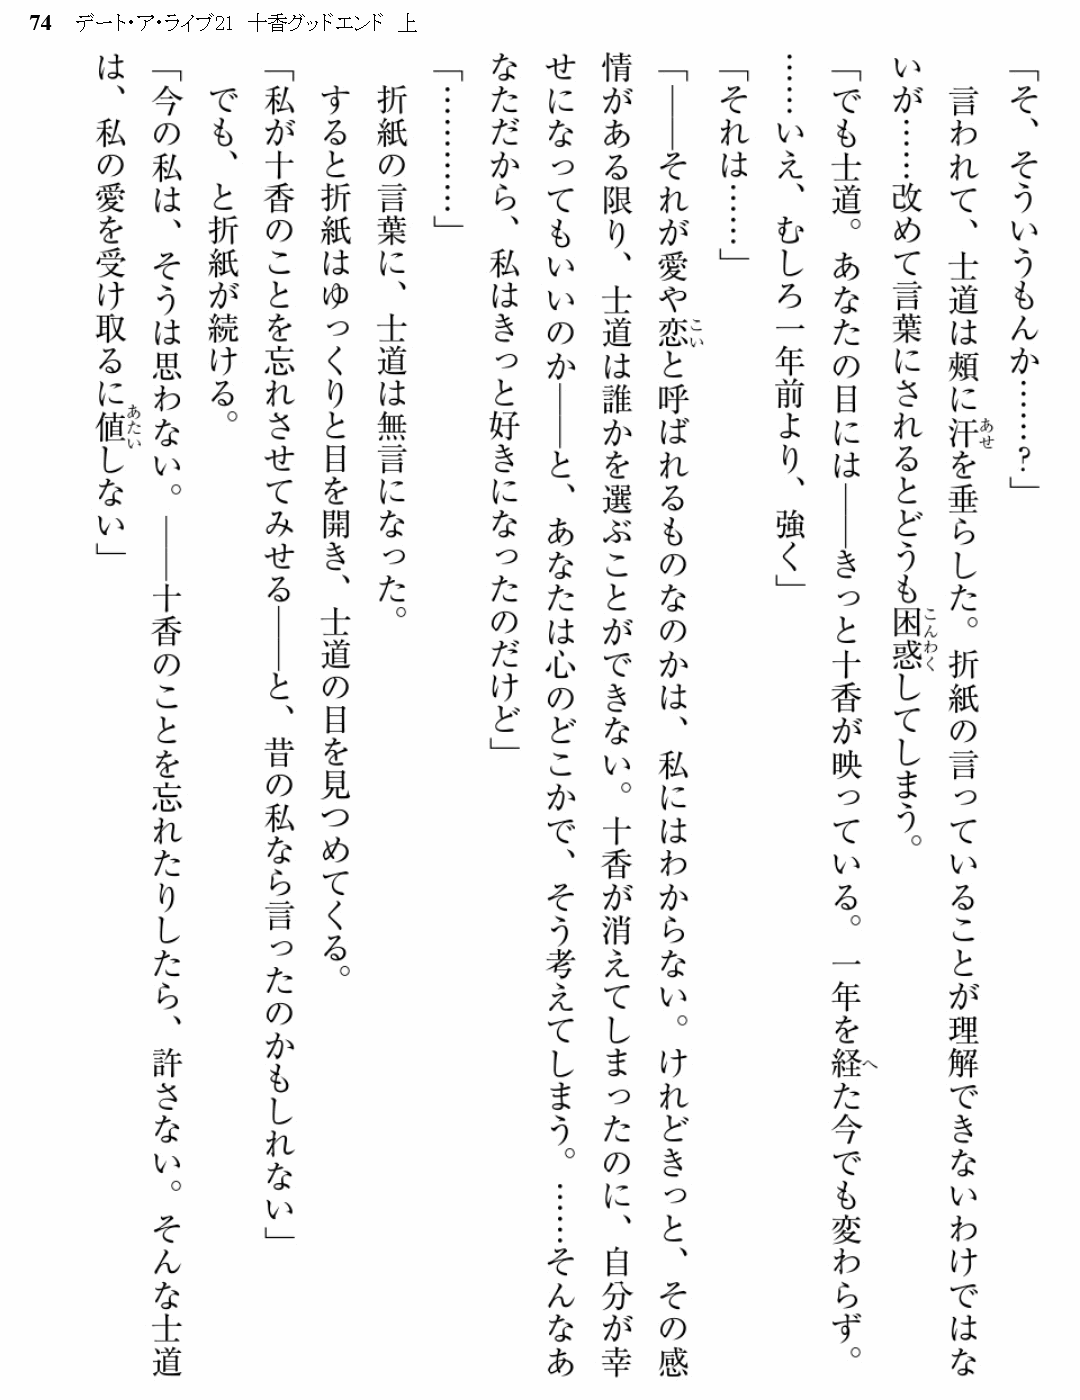 74 デート・ア・ライブ21 十香グッドエンド 上
「そ、そういうもんか……？」
　言われて、士道は頰に汗を垂らした。折紙の言っていることが理解できないわけではな
いが……改めて言葉にされるとどうも困惑してしまう。
「でも士道。あなたの目には――きっと十香が映っている。一年を経た今でも変わらず。
……いえ、むしろ一年前より、強く」
「それは……」
「――それが愛や恋と呼ばれるものなのかは、私にはわからない。けれどきっと、その感
情がある限り、士道は誰かを選ぶことができない。十香が消えてしまったのに、自分が幸
せになってもいいのか――と、あなたは心のどこかで、そう考えてしまう。……そんなあ
なただから、私はきっと好きになったのだけど」
「…………」
　折紙の言葉に、士道は無言になった。
　すると折紙はゆっくりと目を開き、士道の目を見つめてくる。
「私が十香のことを忘れさせてみせる――と、昔の私なら言ったのかもしれない」
　でも、と折紙が続ける。
「今の私は、そうは思わない。――十香のことを忘れたりしたら、許さない。そんな士道
は、私の愛を受け取るに値しない」